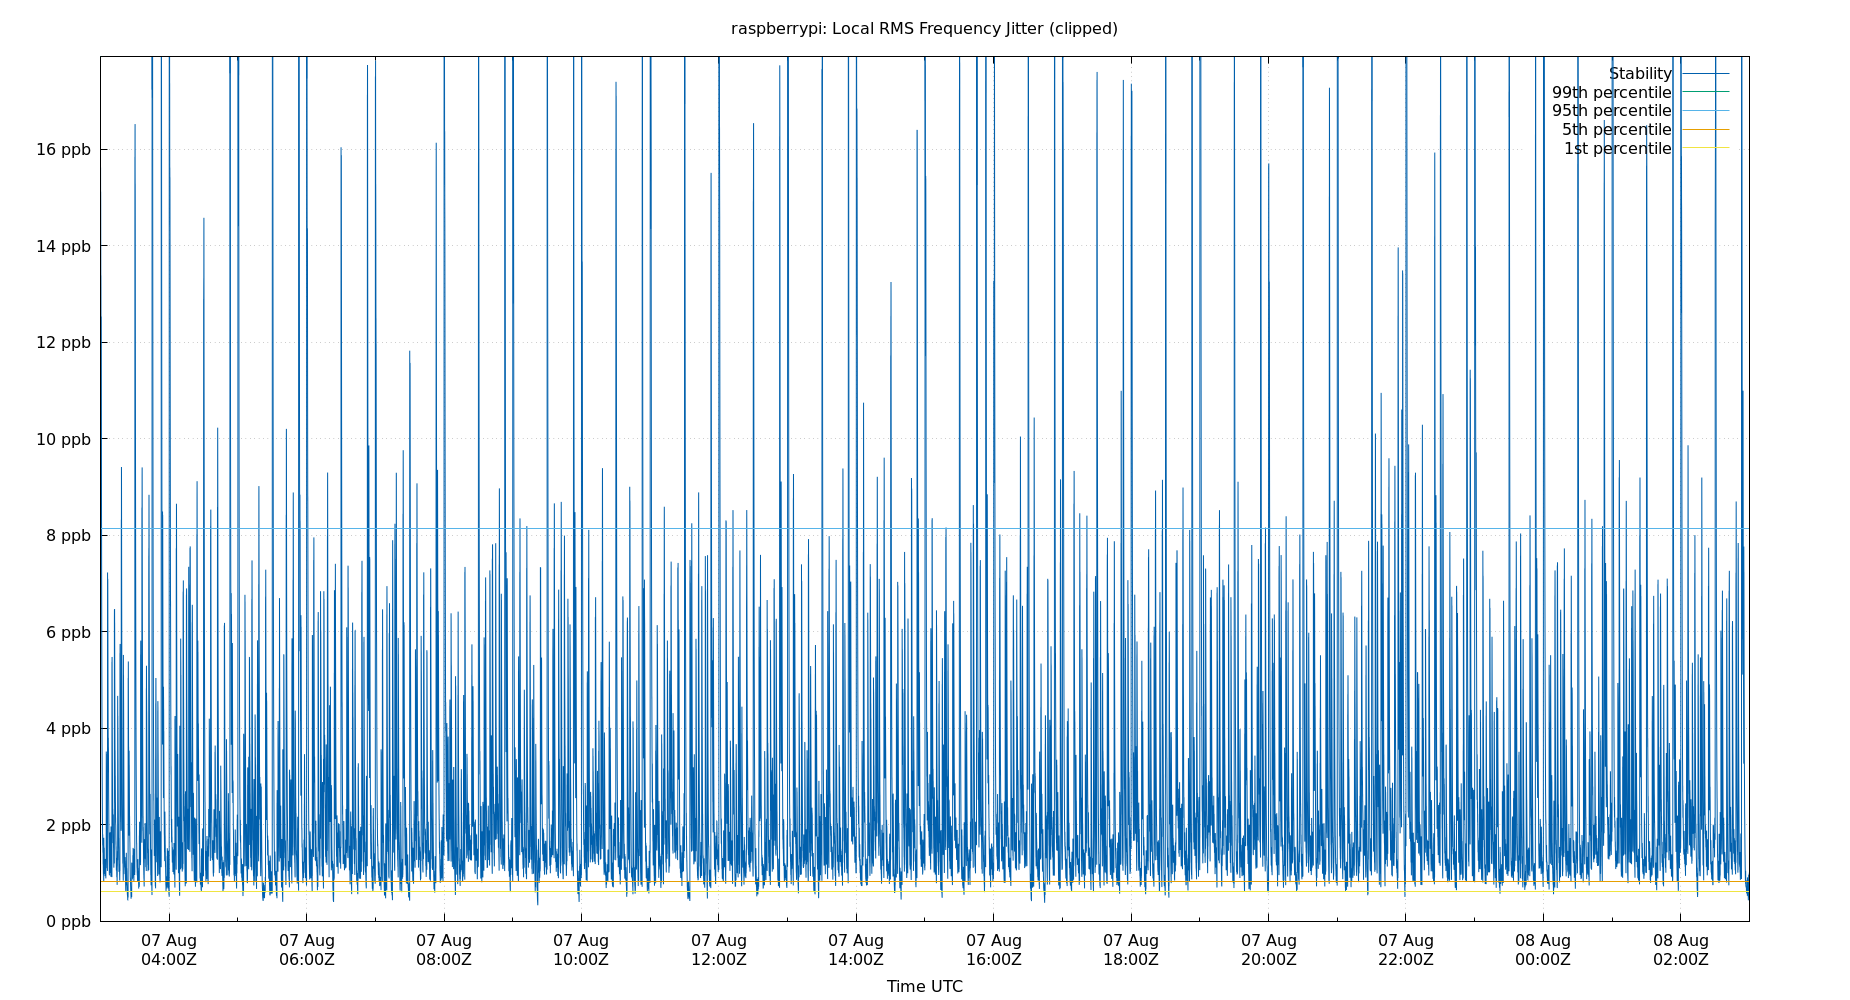 raspberrypi: Local RMS Frequency Jitter (clipped)
Stability
99th percentile
95th percentile
5th percentile
1st percentile
16 ppb
14 ppb
12 ppb
10 ppb
8 ppb
6 ppb
4 ppb
2 ppb
0 ppb
07 Aug 07 Aug 07 Aug 07 Aug 07 Aug 07 Aug 07 Aug 07 Aug 07 Aug 07 Aug 08 Aug 08 Aug
04:00Z 06:00Z 08:00Z 10:00Z 12:00Z 14:00Z 16:00Z 18:00Z 20:00Z 22:00Z 00:00Z 02:00Z
Time UTC